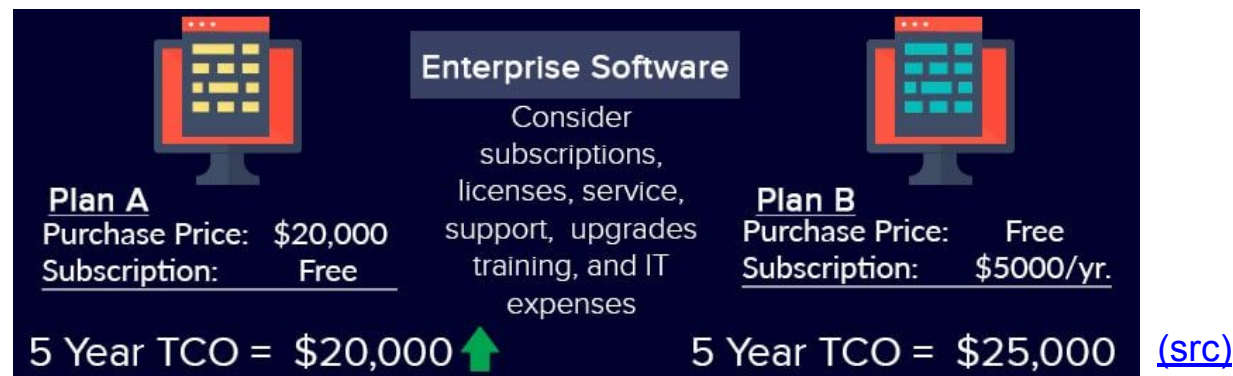 Enterprise Software
Consider
subscriptions,
licenses, service,
support, upgrades
training, and IT
expenses
Plan A
Purchase Price: $20,000
Subscription: Free
5 Year TCO = $20,000
Plan B
Purchase Price: Free
Subscription: $5000/yr.
5 Year TCO = $25,000
(src)